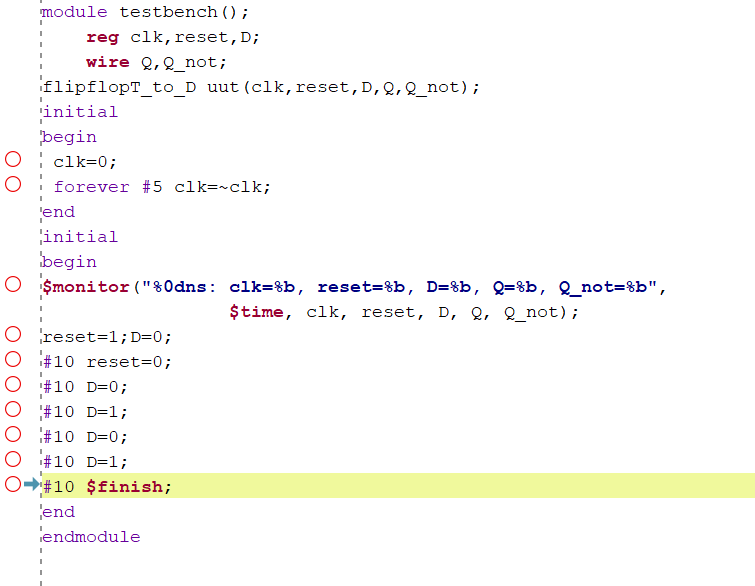 module testbench();
reg clk,reset,D;
wire Q,Q_not;
flipflopT_to_D uut(clk,reset,D,Q,Q_not);
initial
begin
clk=0;
forever #5 clk=~clk;
end
initial
begin
$monitor("%0dns: clk=%b, reset=%b, D=%b, Q=%b, Q_not=%b",
$time, clk, reset, D, Q, Q_not);
reset=1;D=0;
#10 reset=0;
#10 D=0;
#10 D=1;
#10 D=0;
#10 D=1;
#10 $finish;
end
endmodule